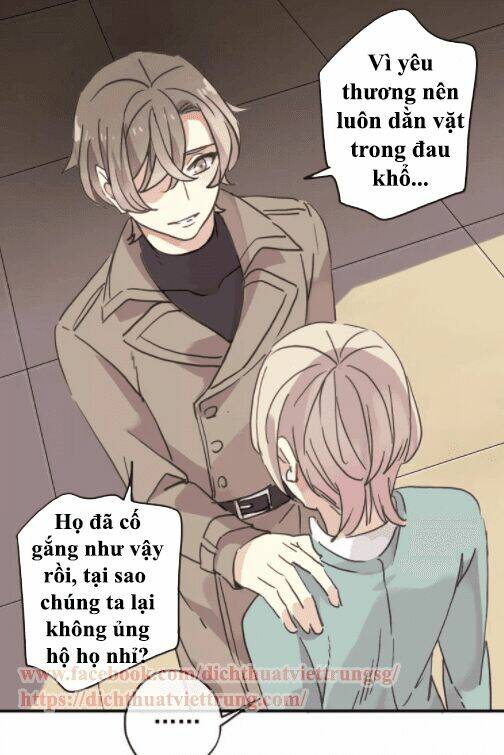 Vì yêu
thương nên
luôn dằn vặt
trong đau
khổ...
Họ đã cố
gắng như vậy
rồi, tại sao
chúng ta lại
không ủng
hộ họ nhỉ?
www.facebook.com/dichthuatviettrungsg/
https://dichthuatviettrung.com/
......